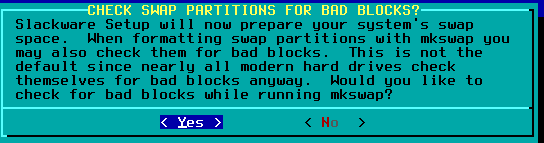 CHECK SWAP PARTITIONS FOR BAD BLOCKS?
Slackware Setup will now prepare your system's swap
space.  When formatting swap partitions with mkswap you
may also check them for bad blocks.  This is not the
default since nearly all modern hard drives check
themselves for bad blocks anyway.  Would you like to
check for bad blocks while running mkswap?
< Yes > < No >